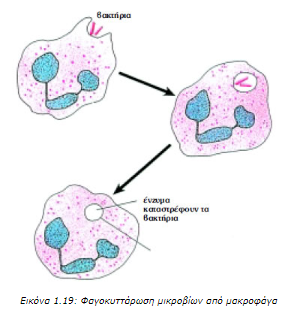 βακτήρια
ένζυμα
καταστρέφουν τα
βακτήρια
Εικόνα 1.19: Φαγοκυττάρωση μικροβίων από μακροφάγα